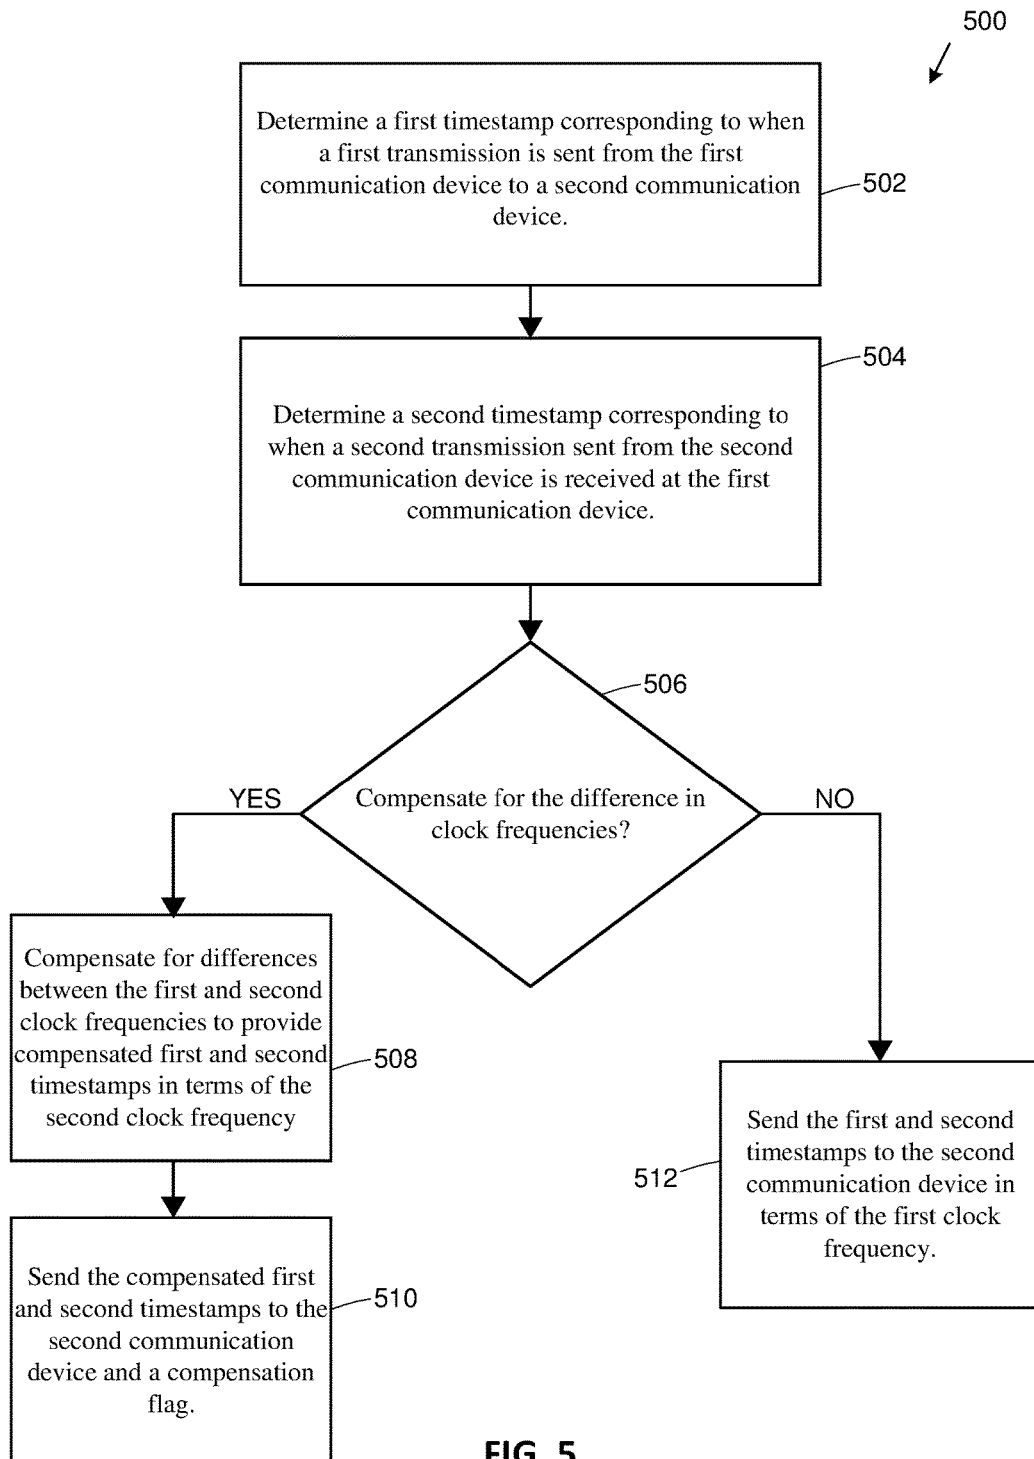 500
Determine a first timestamp corresponding to when
a first transmission is sent from the first
communication device to a second communication
device.
502
504
Determine a second timestamp corresponding to
when a second transmission sent from the second
communication device is received at the first
communication device.
506
YES
Compensate for the difference in
clock frequencies?
NO
Compensate for differences
between the first and second
clock frequencies to provide
compensated first and second
timestamps in terms of the
second clock frequency
508
Send the first and second
timestamps to the second
communication device in
terms of the first clock
frequency.
512
Send the compensated first
and second timestamps to the
second communication
device and a compensation
flag.
510
FIG. 5